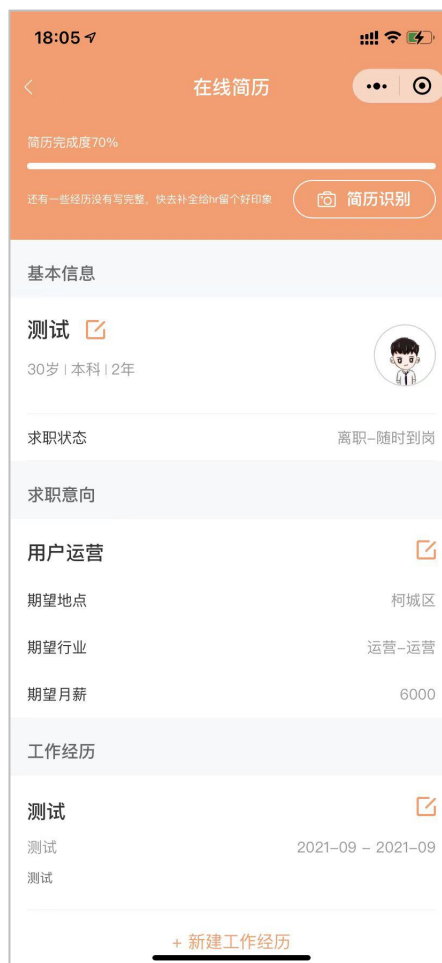 18:05
在线简历
简历完成度70%
还有一些经历没有写完整，快去补全给hr留个好印象
简历识别
基本信息
测试
30岁 | 本科 | 2年
求职状态 离职-随时到岗
求职意向
用户运营
期望地点 柯城区
期望行业 运营-运营
期望月薪 6000
工作经历
测试
测试 2021-09 - 2021-09
测试
+ 新建工作经历